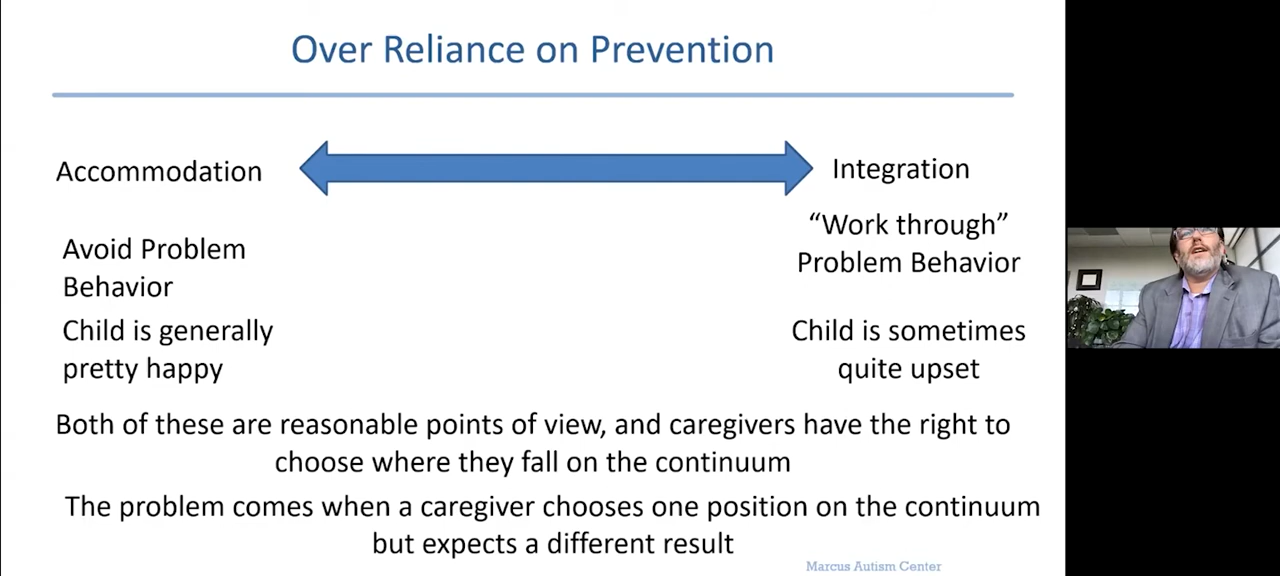 Over Reliance on Prevention
Accommodation
Integration
Avoid Problem
Behavior
“Work through”
Problem Behavior
Child is generally
pretty happy
Child is sometimes
quite upset
Both of these are reasonable points of view, and caregivers have the right to
choose where they fall on the continuum
The problem comes when a caregiver chooses one position on the continuum
but expects a different result
Marcus Autism Center